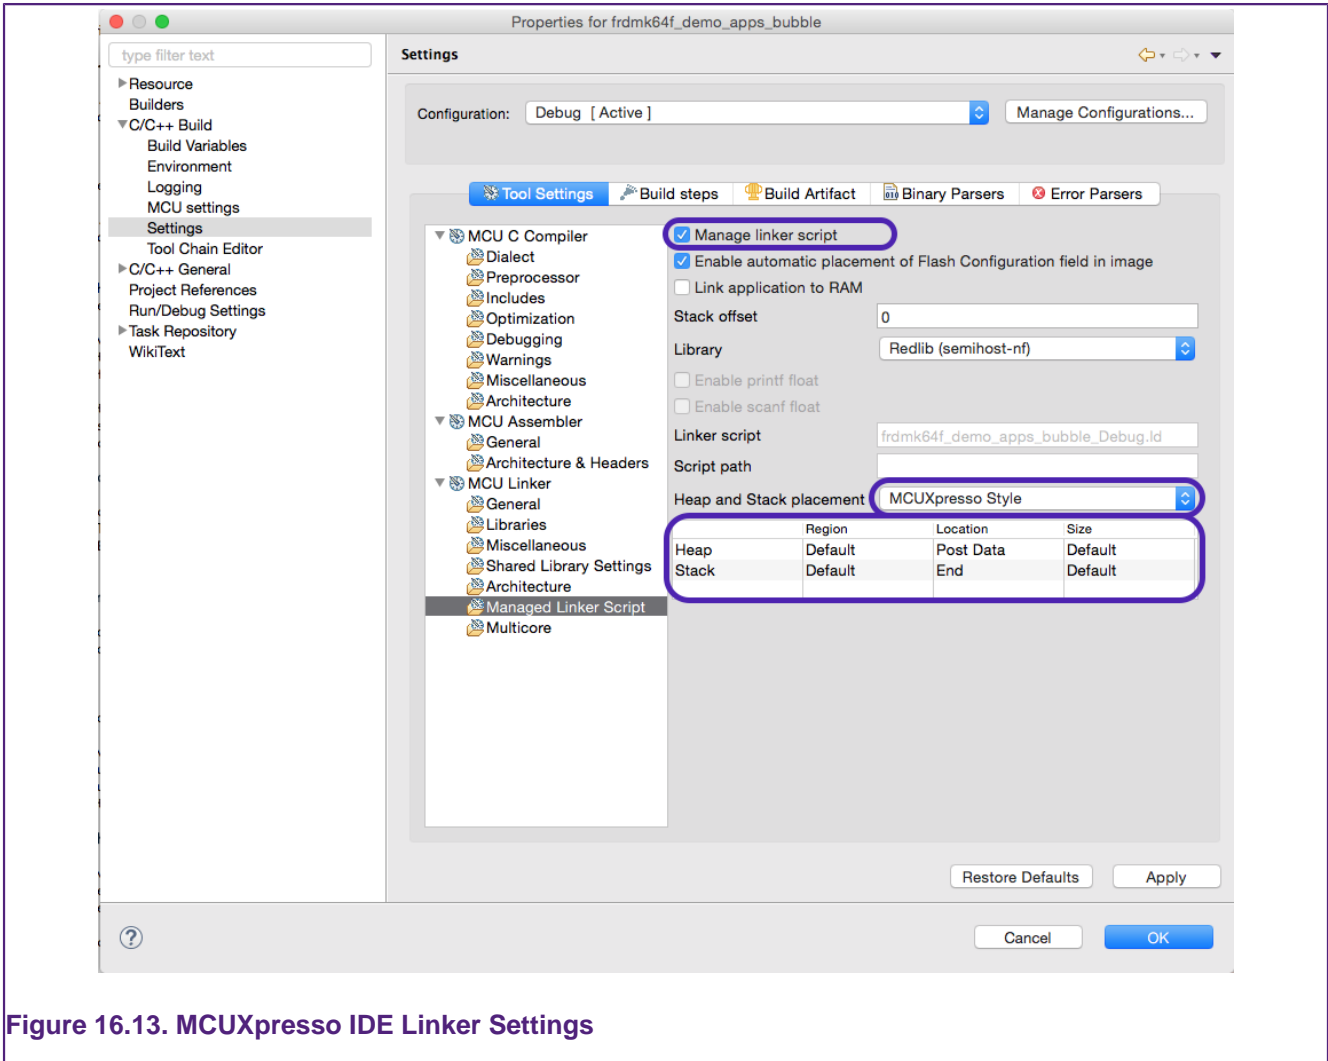 Properties for frdmk64f_demo_apps_bubble
type filter text
Resource
Builders
C/C++ Build
Build Variables
Environment
Logging
MCU settings
Settings
Tool Chain Editor
C/C++ General
Project References
Run/Debug Settings
Task Repository
WikiText
Settings
Configuration: Debug [ Active ] Manage Configurations...
Tool Settings Build steps Build Artifact Binary Parsers Error Parsers
MCU C Compiler
Dialect
Preprocessor
Includes
Optimization
Debugging
Warnings
Miscellaneous
Architecture
MCU Assembler
General
Architecture & Headers
MCU Linker
General
Libraries
Miscellaneous
Shared Library Settings
Architecture
Managed Linker Script
Multicore
Manage linker script
Enable automatic placement of Flash Configuration field in image
Link application to RAM
Stack offset 0
Library Redlib (semihost-nf)
Enable printf float
Enable scanf float
Linker script frdmk64f_demo_apps_bubble_Debug.ld
Script path
Heap and Stack placement MCUXpresso Style
Region Location Size
Heap Default Post Data Default
Stack Default End Default
Restore Defaults Apply
? Cancel OK
Figure 16.13. MCUXpresso IDE Linker Settings